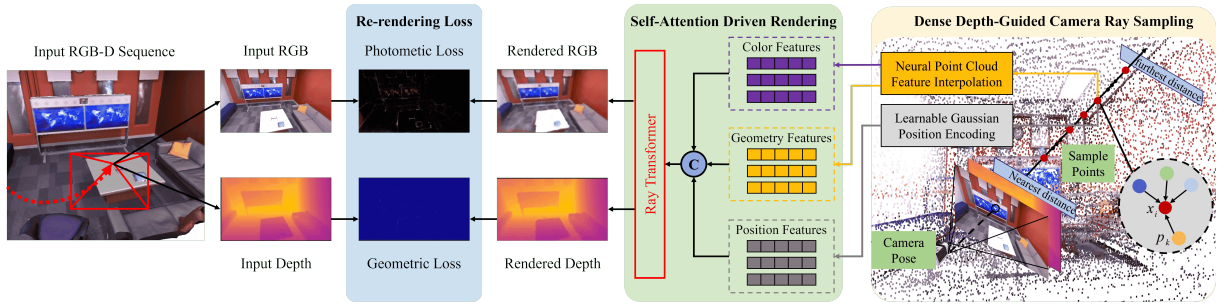 Input RGB-D Sequence
Input RGB
Input Depth
Re-rendering Loss
Photometric Loss
Geometric Loss
Rendered RGB
Rendered Depth
Self-Attention Driven Rendering
Ray Transformer
C
Color Features
Geometry Features
Position Features
Dense Depth-Guided Camera Ray Sampling
Neural Point Cloud
Feature Interpolation
Learnable Gaussian
Position Encoding
Furthest distance
Sample
Points
Nearest distance
Camera
Pose
x_i
p_k